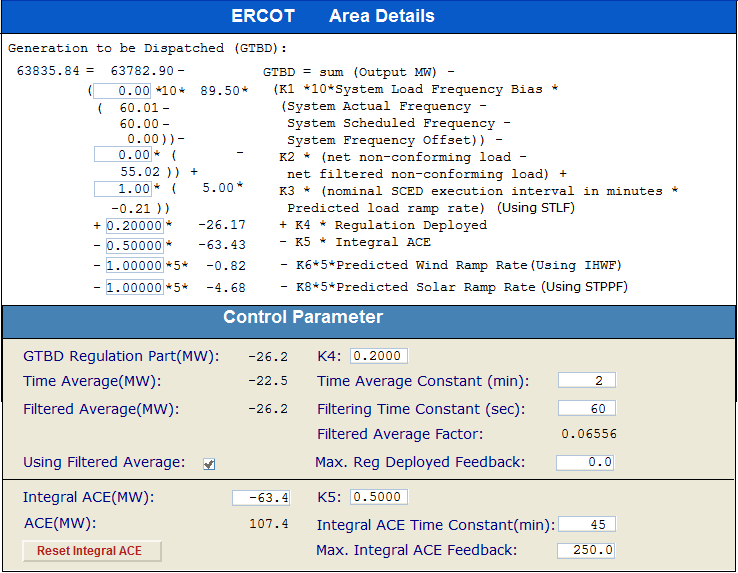 ERCOT Area Details
Generation to be Dispatched (GTBD):
63835.84 = 63782.90 - GTBD = sum (Output MW) -
( 0.00 *10* 89.50* (K1 *10*System Load Frequency Bias *
( 60.01 - (System Actual Frequency -
60.00 - System Scheduled Frequency -
0.00))- System Frequency Offset)) -
0.00* ( - K2 * (net non-conforming load -
55.02 )) + net filtered non-conforming load) +
1.00* ( 5.00* K3 * (nominal SCED execution interval in minutes *
-0.21 )) Predicted load ramp rate) (Using STLF)
+ 0.20000* -26.17 + K4 * Regulation Deployed
- 0.50000* -63.43 - K5 * Integral ACE
- 1.00000*5* -0.82 - K6*5*Predicted Wind Ramp Rate(Using IHWF)
- 1.00000*5* -4.68 - K8*5*Predicted Solar Ramp Rate (Using STPPF)
Control Parameter
GTBD Regulation Part(MW): -26.2 K4: 0.2000
Time Average(MW): -22.5 Time Average Constant (min): 2
Filtered Average(MW): -26.2 Filtering Time Constant (sec): 60
Filtered Average Factor: 0.06556
Using Filtered Average: Max. Reg Deployed Feedback: 0.0
Integral ACE(MW): -63.4 K5: 0.5000
ACE(MW): 107.4 Integral ACE Time Constant(min): 45
Reset Integral ACE Max. Integral ACE Feedback: 250.0